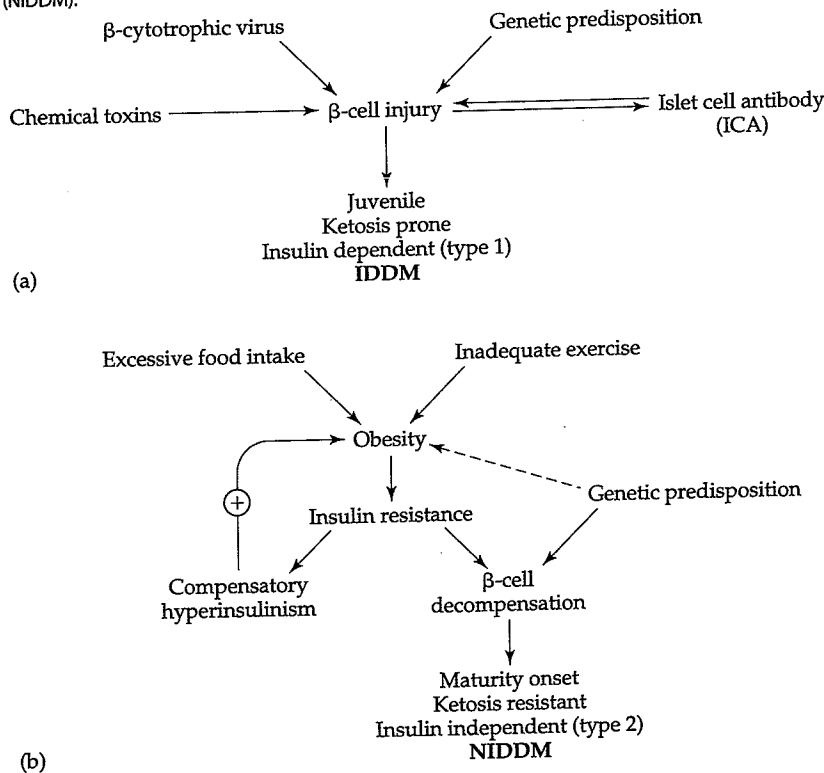 (NIDDM).
β-cytotrophic virus
Genetic predisposition
Chemical toxins
β-cell injury
Islet cell antibody
(ICA)
Juvenile
Ketosis prone
Insulin dependent (type 1)
IDDM
(a)
Excessive food intake
Inadequate exercise
Obesity
+
Genetic predisposition
Insulin resistance
Compensatory
hyperinsulinism
β-cell
decompensation
Maturity onset
Ketosis resistant
Insulin independent (type 2)
NIDDM
(b)